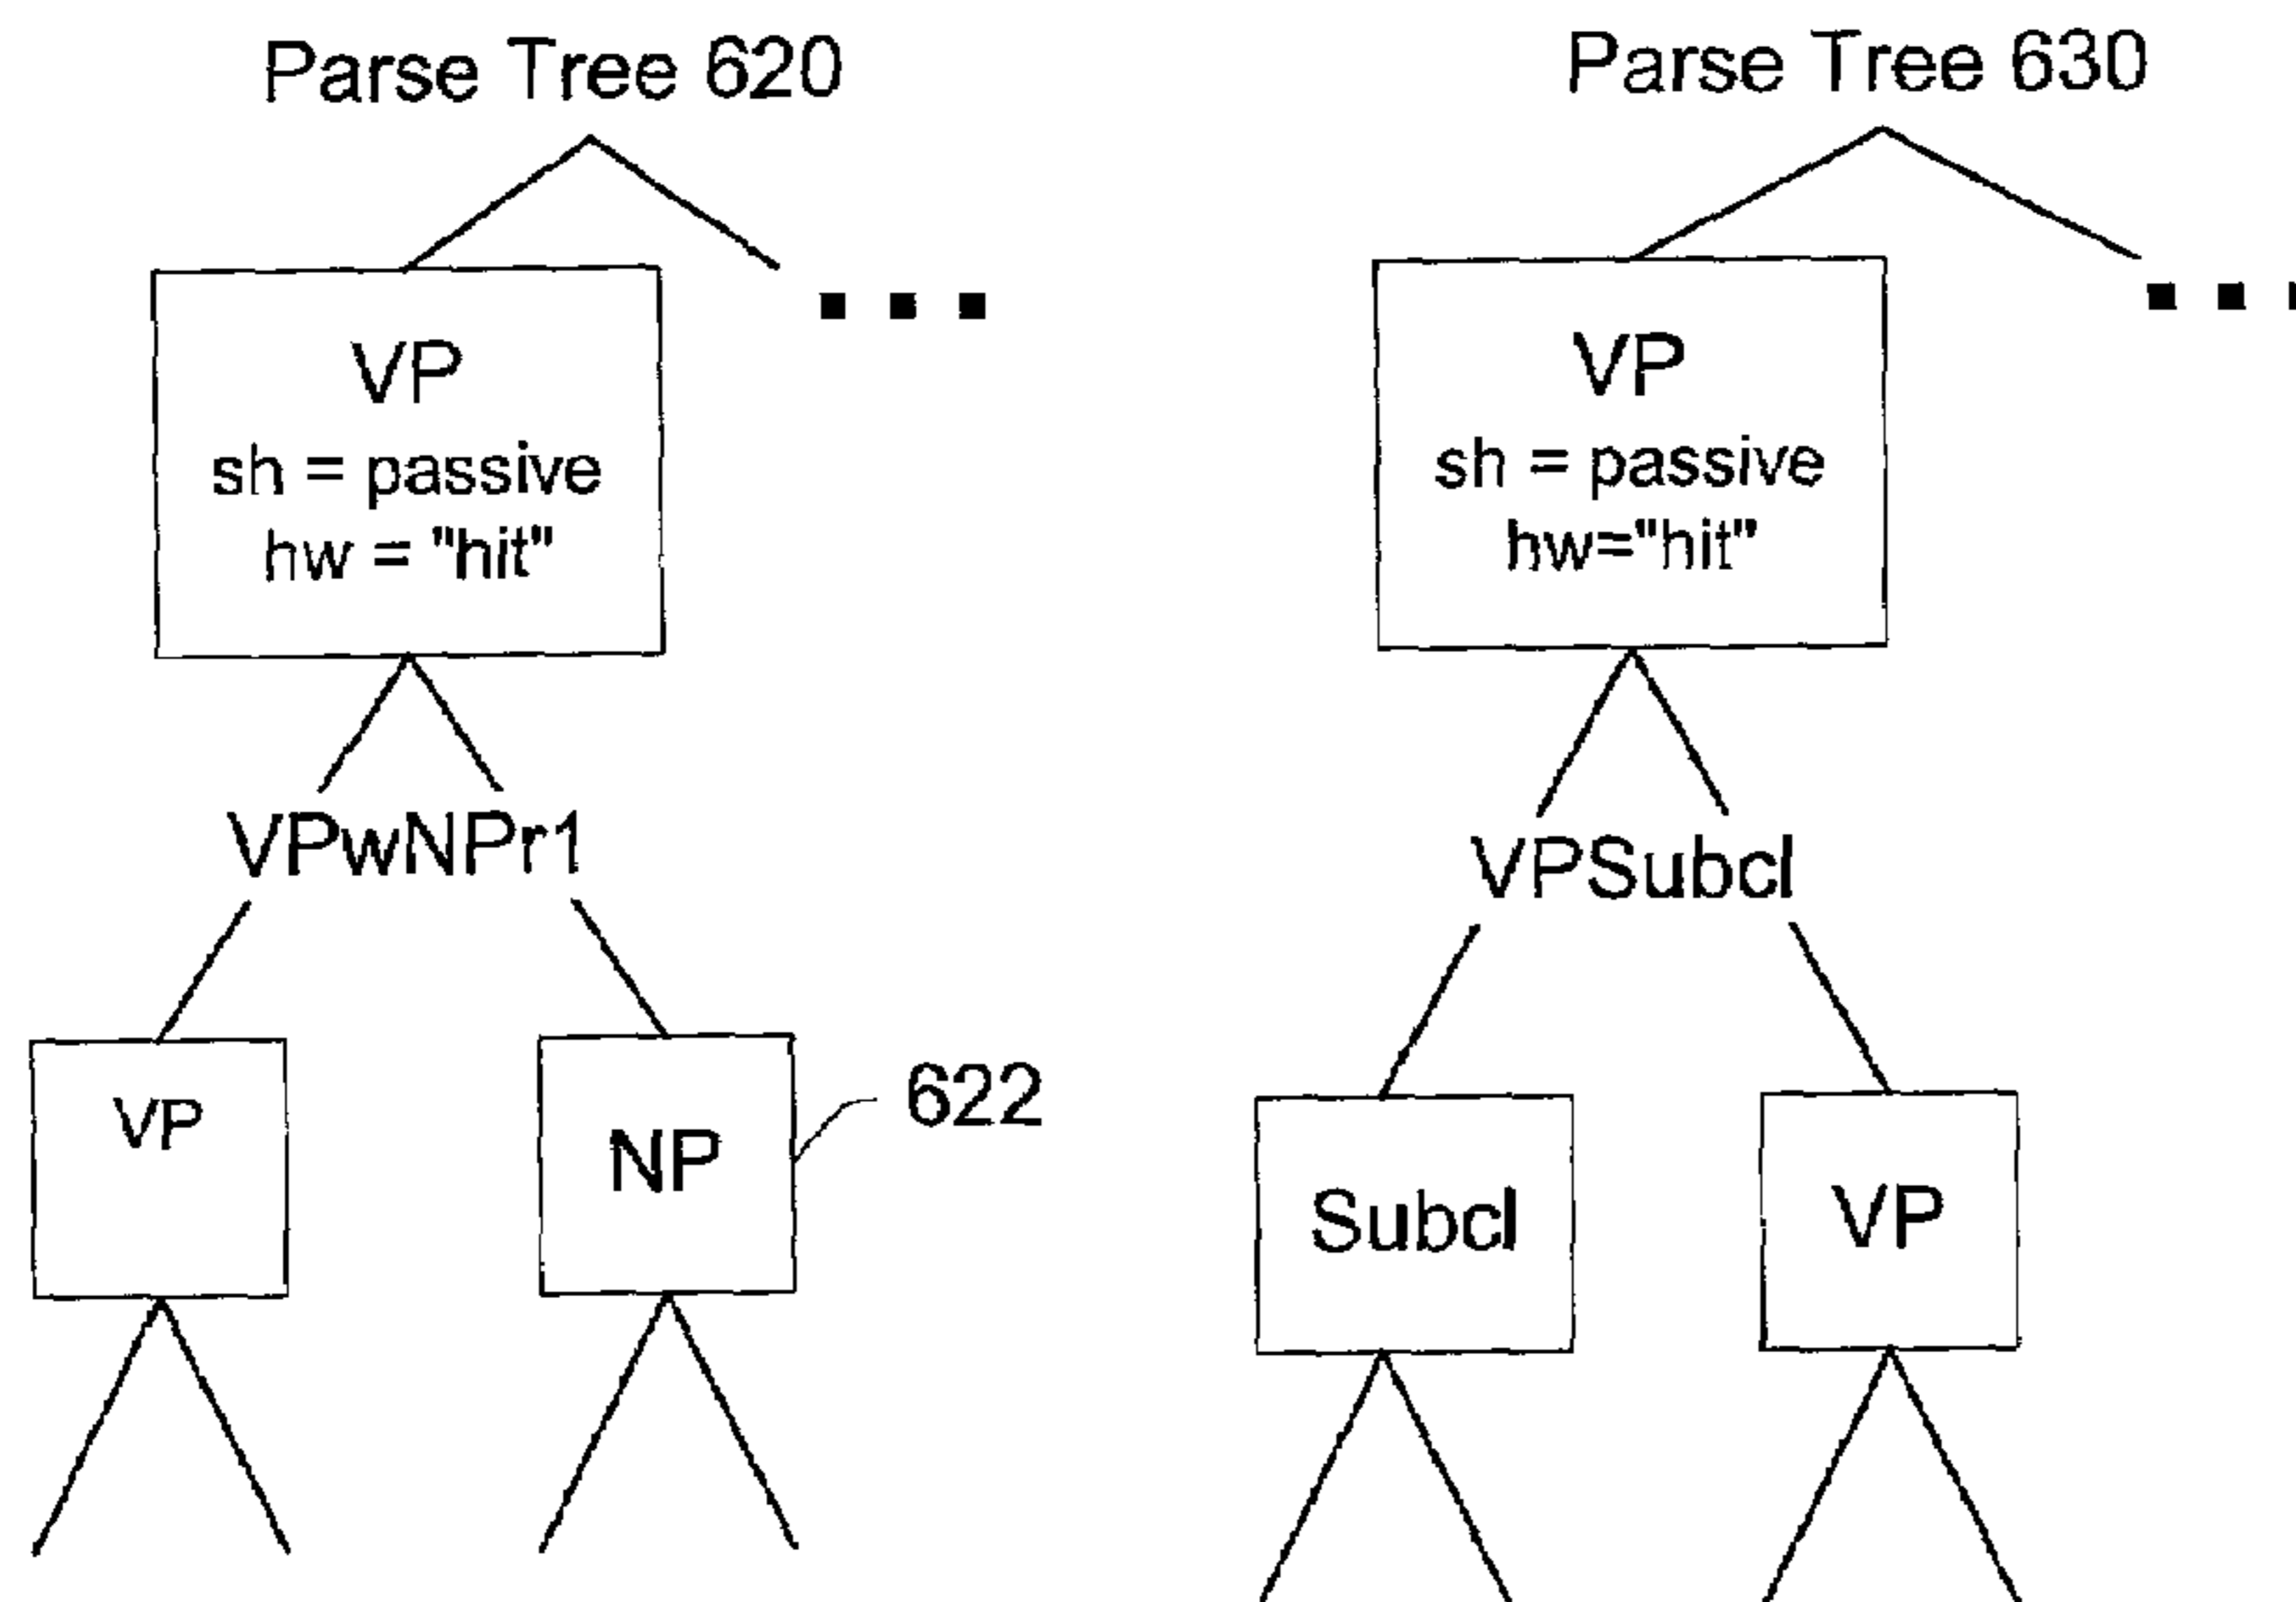 Parse Tree 620
VP
sh = passive
hw = "hit"
VPwNPr1
VP
NP
622
Parse Tree 630
VP
sh = passive
hw="hit"
VPSubcl
Subcl
VP